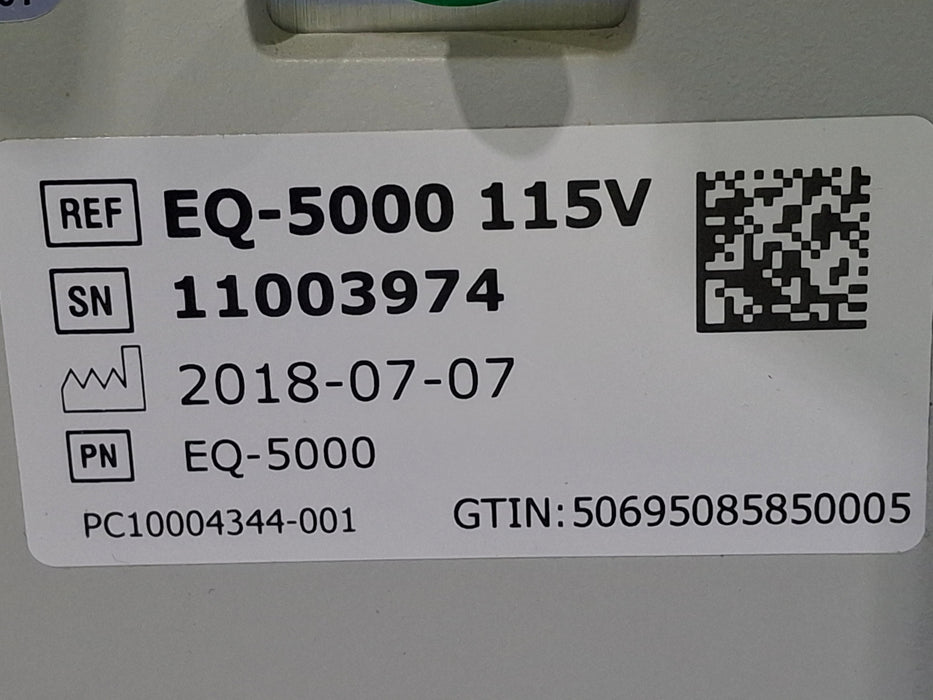 REF EQ-5000 115V
SN 11003974
2018-07-07
PN EQ-5000
PC10004344-001 GTIN: 50695085850005